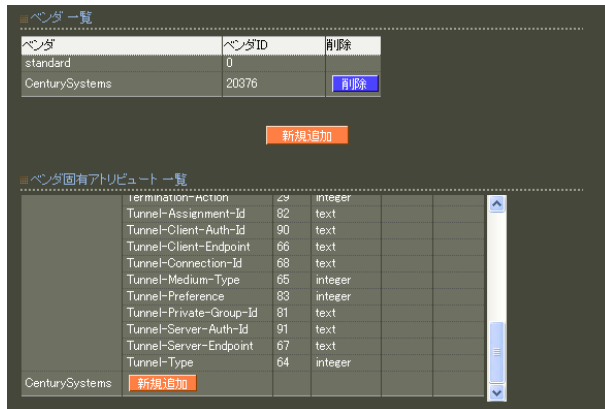 ベンダ 一覧
ベンダ ベンダID 削除
standard 0
CenturySystems 20376 削除
新規追加
ベンダ固有アトリビュート 一覧
Termination-Action 29 integer
Tunnel-Assignment-Id 82 text
Tunnel-Client-Auth-Id 90 text
Tunnel-Client-Endpoint 66 text
Tunnel-Connection-Id 68 text
Tunnel-Medium-Type 65 integer
Tunnel-Preference 83 integer
Tunnel-Private-Group-Id 81 text
Tunnel-Server-Auth-Id 91 text
Tunnel-Server-Endpoint 67 text
Tunnel-Type 64 integer
CenturySystems 新規追加